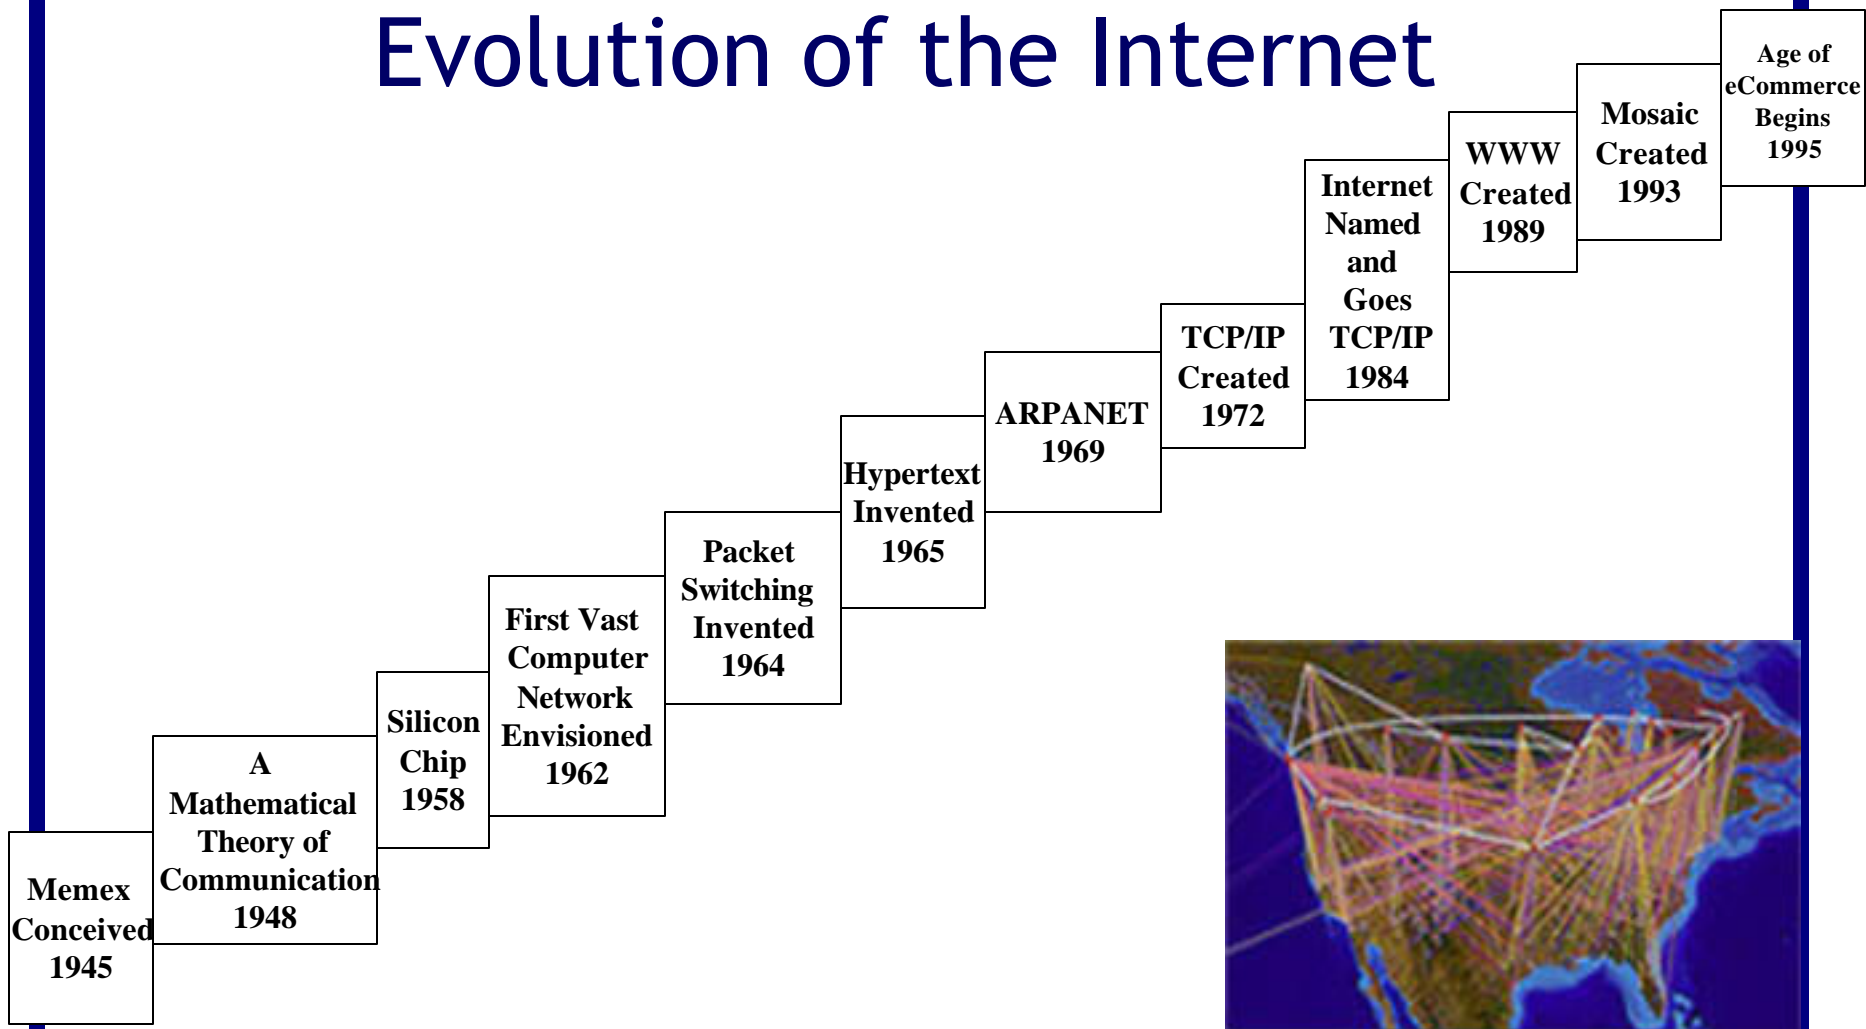 Evolution of the Internet
Memex
Conceived
1945
A
Mathematical
Theory of
Communication
1948
Silicon
Chip
1958
First Vast
Computer
Network
Envisioned
1962
Packet
Switching
Invented
1964
Hypertext
Invented
1965
ARPANET
1969
TCP/IP
Created
1972
Internet
Named
and
Goes
TCP/IP
1984
WWW
Created
1989
Mosaic
Created
1993
Age of
eCommerce
Begins
1995